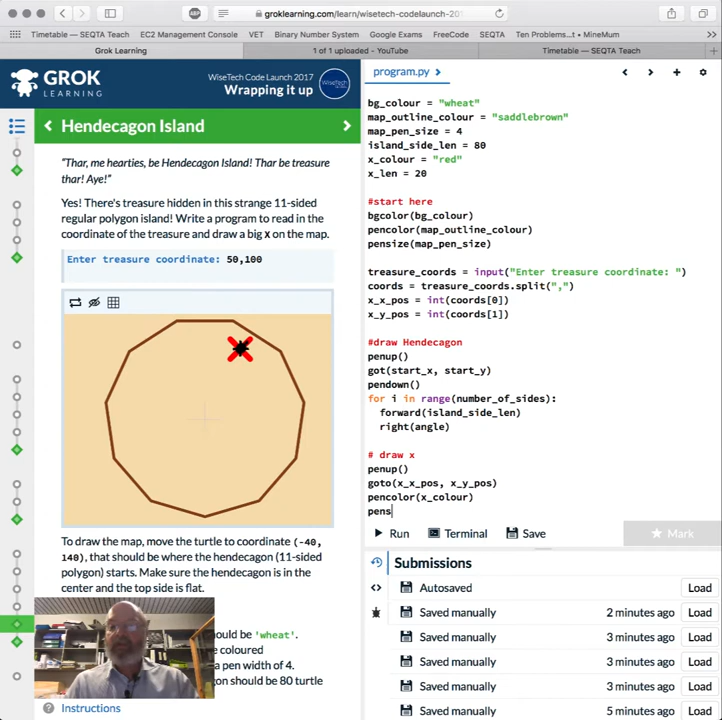 groklearning.com/learn/wisetech-codelaunch-201
Timetable — SEQTA Teach EC2 Management Console VET Binary Number System Google Exams FreeCode SEQTA Ten Problems...t • MineMum
Grok Learning 1 of 1 uploaded - YouTube Timetable — SEQTA Teach
GROK
LEARNING
WiseTech Code Launch 2017
Wrapping it up
Hendecagon Island
"Thar, me hearties, be Hendecagon Island! Thar be treasure
thar! Aye!"
Yes! There's treasure hidden in this strange 11-sided
regular polygon island! Write a program to read in the
coordinate of the treasure and draw a big X on the map.
Enter treasure coordinate: 50,100
To draw the map, move the turtle to coordinate (-40,
140), that should be where the hendecagon (11-sided
polygon) starts. Make sure the hendecagon is in the
center and the top side is flat.
ould be 'wheat'.
e coloured
a pen width of 4.
gon should be 80 turtle
Instructions
program.py
bg_colour = "wheat"
map_outline_colour = "saddlebrown"
map_pen_size = 4
island_side_len = 80
x_colour = "red"
x_len = 20
#start here
bgcolor(bg_colour)
pencolor(map_outline_colour)
pensize(map_pen_size)
treasure_coords = input("Enter treasure coordinate: ")
coords = treasure_coords.split(",")
x_x_pos = int(coords[0])
x_y_pos = int(coords[1])
#draw Hendecagon
penup()
got(start_x, start_y)
pendown()
for i in range(number_of_sides):
  forward(island_side_len)
  right(angle)
# draw x
penup()
goto(x_x_pos, x_y_pos)
pencolor(x_colour)
pens
Run Terminal Save Mark
Submissions
Autosaved Load
Saved manually 2 minutes ago Load
Saved manually 3 minutes ago Load
Saved manually 3 minutes ago Load
Saved manually 3 minutes ago Load
Saved manually 5 minutes ago Load